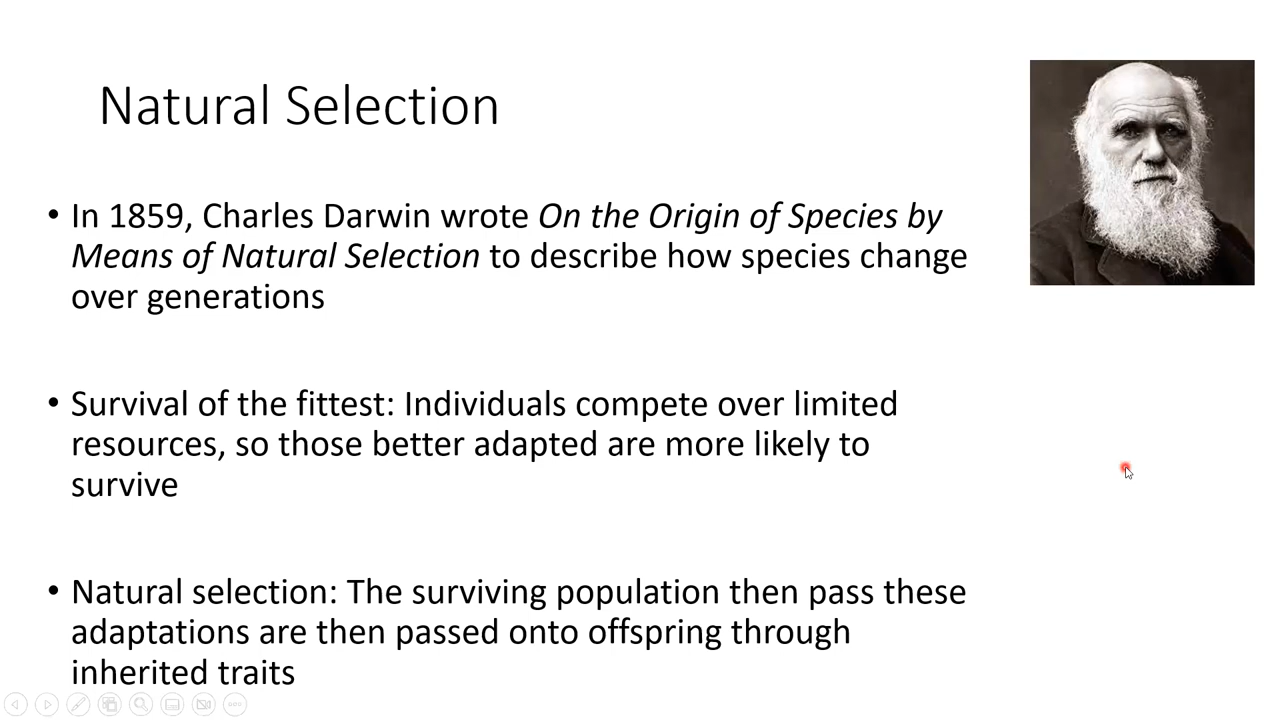 Natural Selection
• In 1859, Charles Darwin wrote On the Origin of Species by
Means of Natural Selection to describe how species change
over generations
• Survival of the fittest: Individuals compete over limited
resources, so those better adapted are more likely to
survive
• Natural selection: The surviving population then pass these
adaptations are then passed onto offspring through
inherited traits